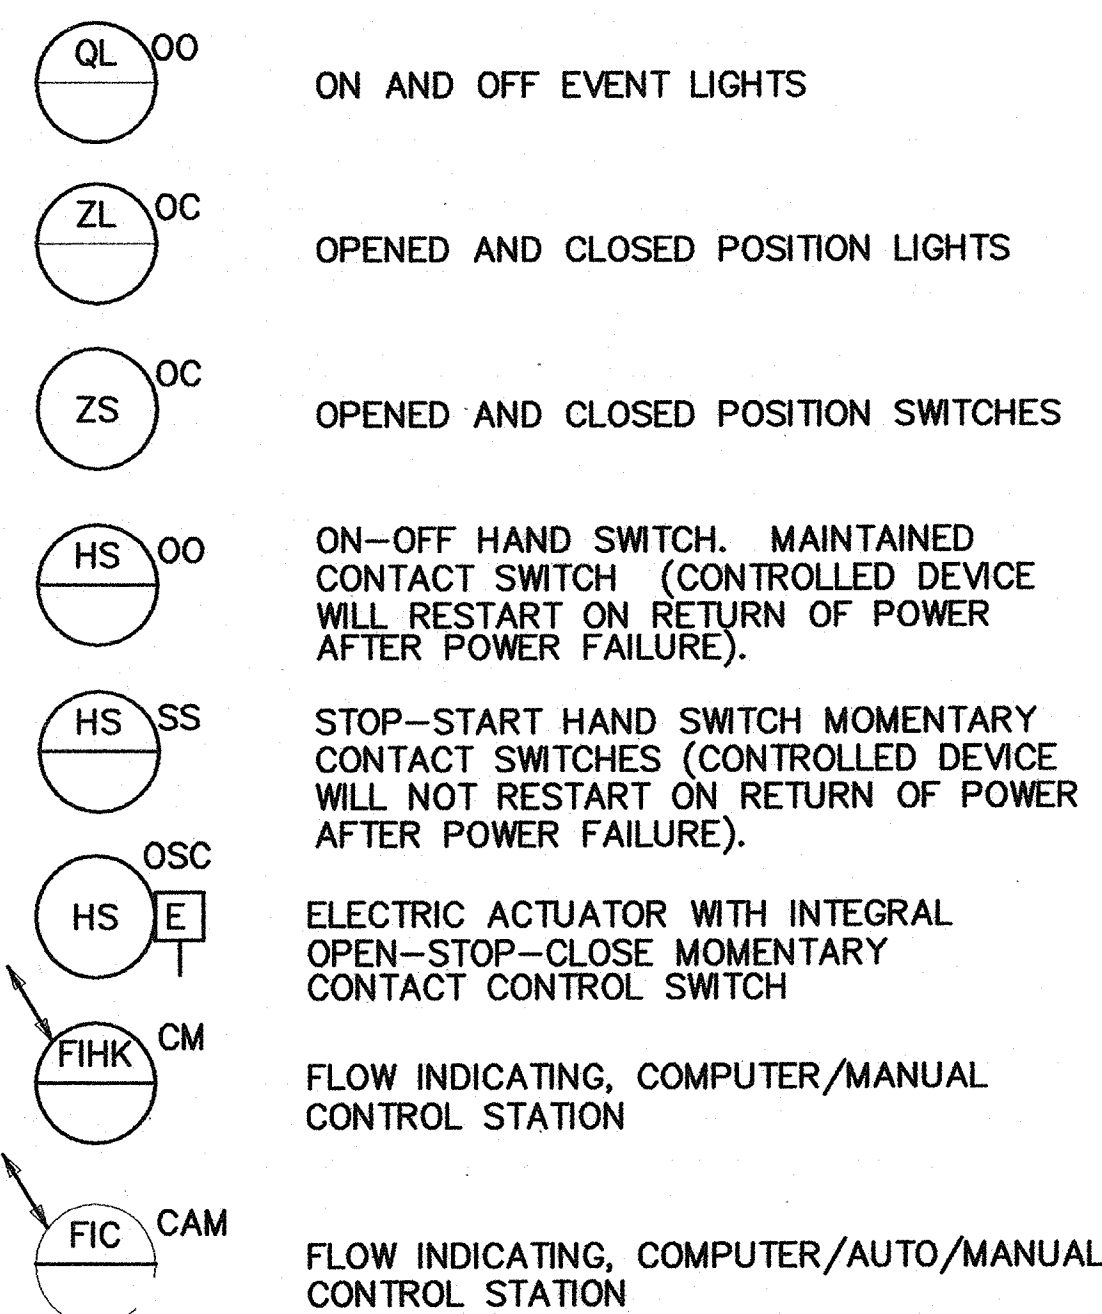 QL OO
ON AND OFF EVENT LIGHTS
ZL OC
OPENED AND CLOSED POSITION LIGHTS
ZS OC
OPENED AND CLOSED POSITION SWITCHES
HS OO
ON-OFF HAND SWITCH. MAINTAINED
CONTACT SWITCH (CONTROLLED DEVICE
WILL RESTART ON RETURN OF POWER
AFTER POWER FAILURE).
HS SS
STOP-START HAND SWITCH MOMENTARY
CONTACT SWITCHES (CONTROLLED DEVICE
WILL NOT RESTART ON RETURN OF POWER
AFTER POWER FAILURE).
OSC
HS E
ELECTRIC ACTUATOR WITH INTEGRAL
OPEN-STOP-CLOSE MOMENTARY
CONTACT CONTROL SWITCH
FIHK CM
FLOW INDICATING, COMPUTER/MANUAL
CONTROL STATION
FIC CAM
FLOW INDICATING, COMPUTER/AUTO/MANUAL
CONTROL STATION